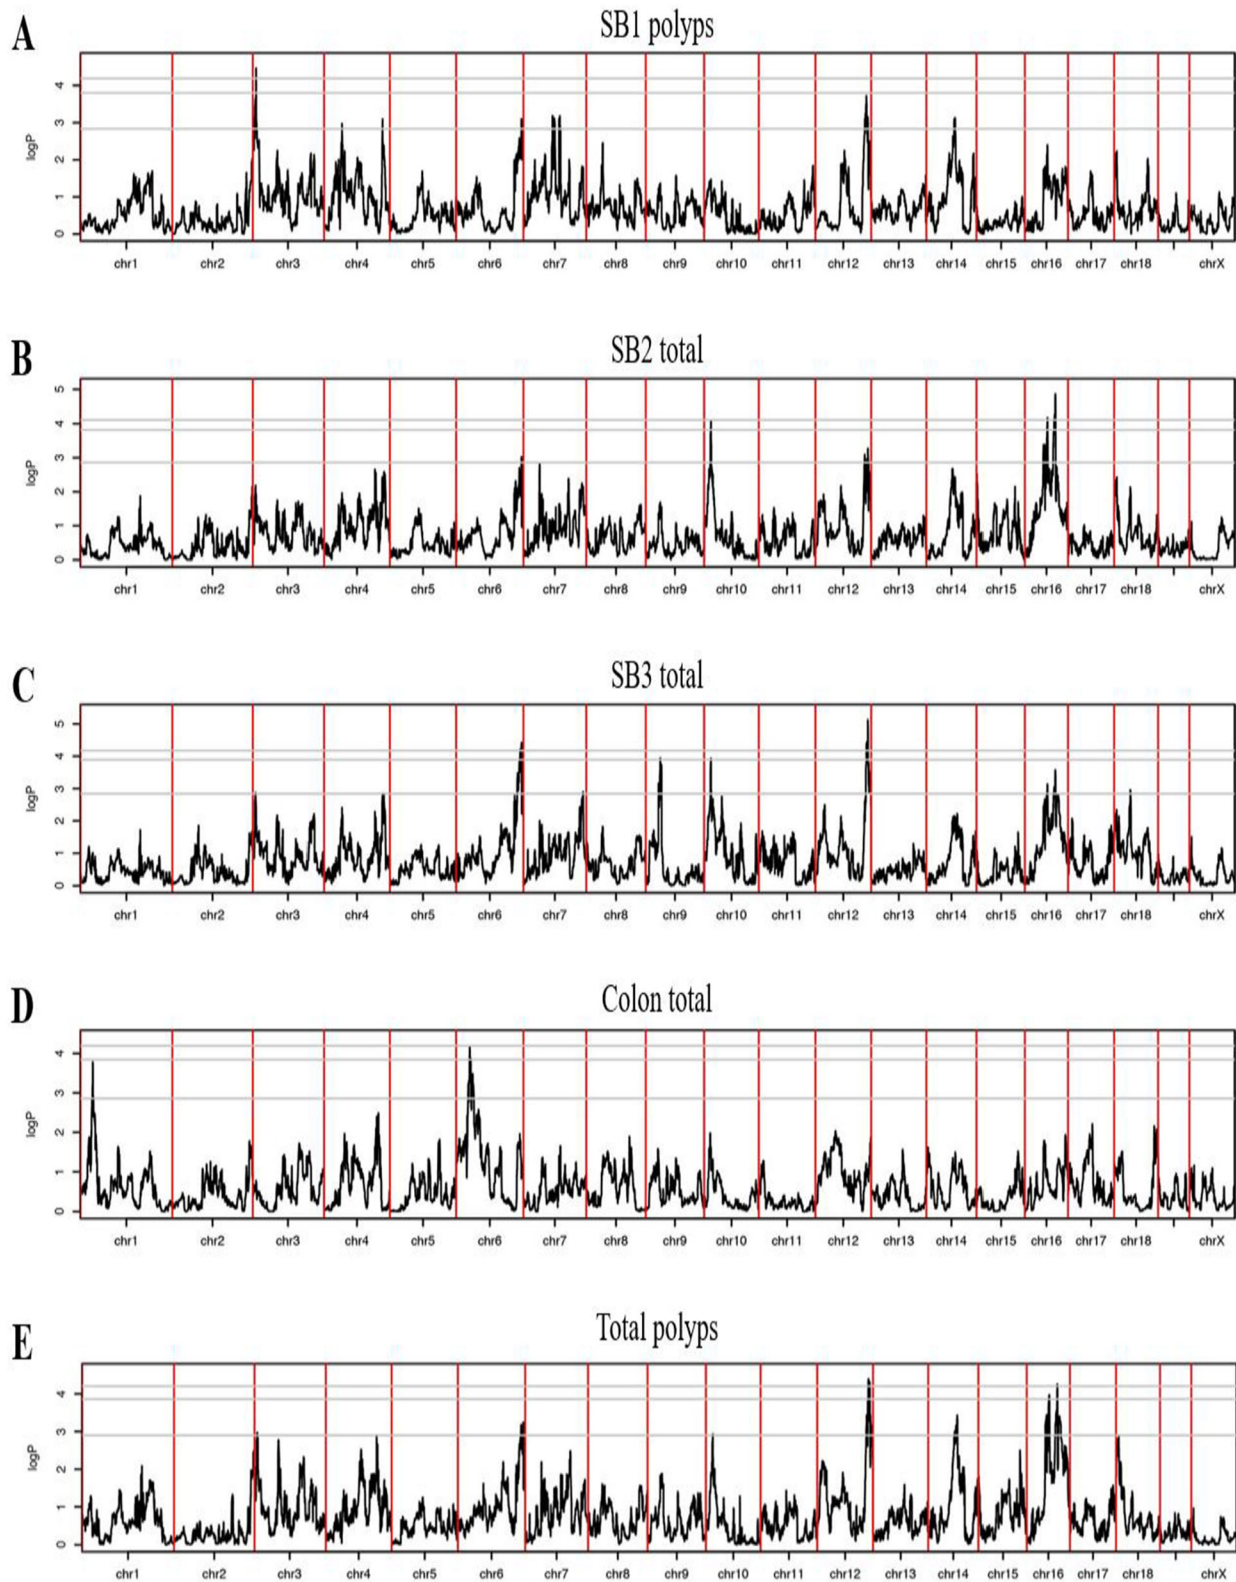 A
SB1 polyps
logP
4
3
2
1
0
chr1 chr2 chr3 chr4 chr5 chr6 chr7 chr8 chr9 chr10 chr11 chr12 chr13 chr14 chr15 chr16 chr17 chr18 chrX
B
SB2 total
logP
5
4
3
2
1
0
chr1 chr2 chr3 chr4 chr5 chr6 chr7 chr8 chr9 chr10 chr11 chr12 chr13 chr14 chr15 chr16 chr17 chr18 chrX
C
SB3 total
logP
5
4
3
2
1
0
chr1 chr2 chr3 chr4 chr5 chr6 chr7 chr8 chr9 chr10 chr11 chr12 chr13 chr14 chr15 chr16 chr17 chr18 chrX
D
Colon total
logP
4
3
2
1
0
chr1 chr2 chr3 chr4 chr5 chr6 chr7 chr8 chr9 chr10 chr11 chr12 chr13 chr14 chr15 chr16 chr17 chr18 chrX
E
Total polyps
logP
4
3
2
1
0
chr1 chr2 chr3 chr4 chr5 chr6 chr7 chr8 chr9 chr10 chr11 chr12 chr13 chr14 chr15 chr16 chr17 chr18 chrX